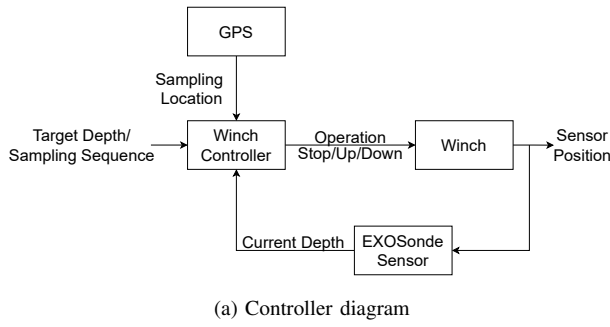 GPS
Sampling
Location
Target Depth/
Sampling Sequence
Winch
Controller
Operation
Stop/Up/Down
Winch
Sensor
Position
Current Depth
EXOSonde
Sensor
(a) Controller diagram